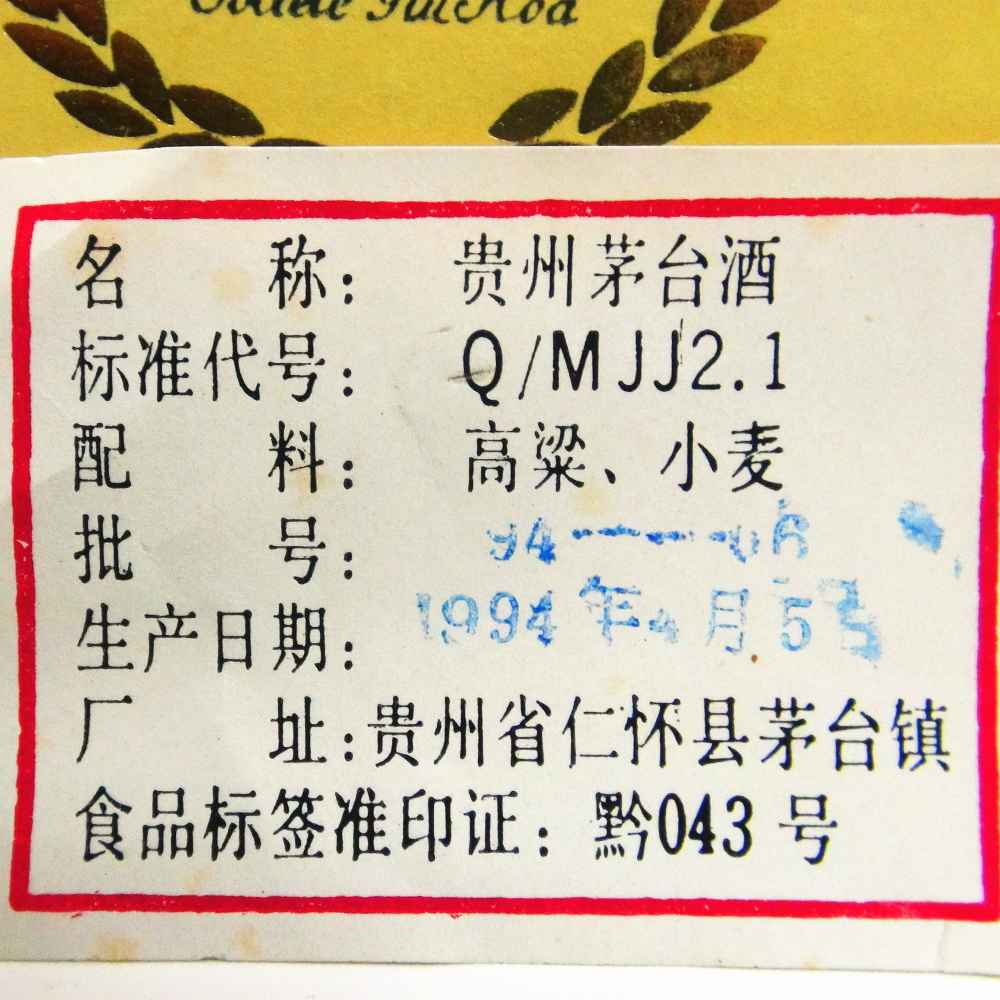 名 称: 贵州茅台酒
标准代号: Q/MJJ2.1
配 料: 高粱、小麦
批 号: 94——06
生产日期: 1994年4月5
厂 址: 贵州省仁怀县茅台镇
食品标签准印证: 黔043号